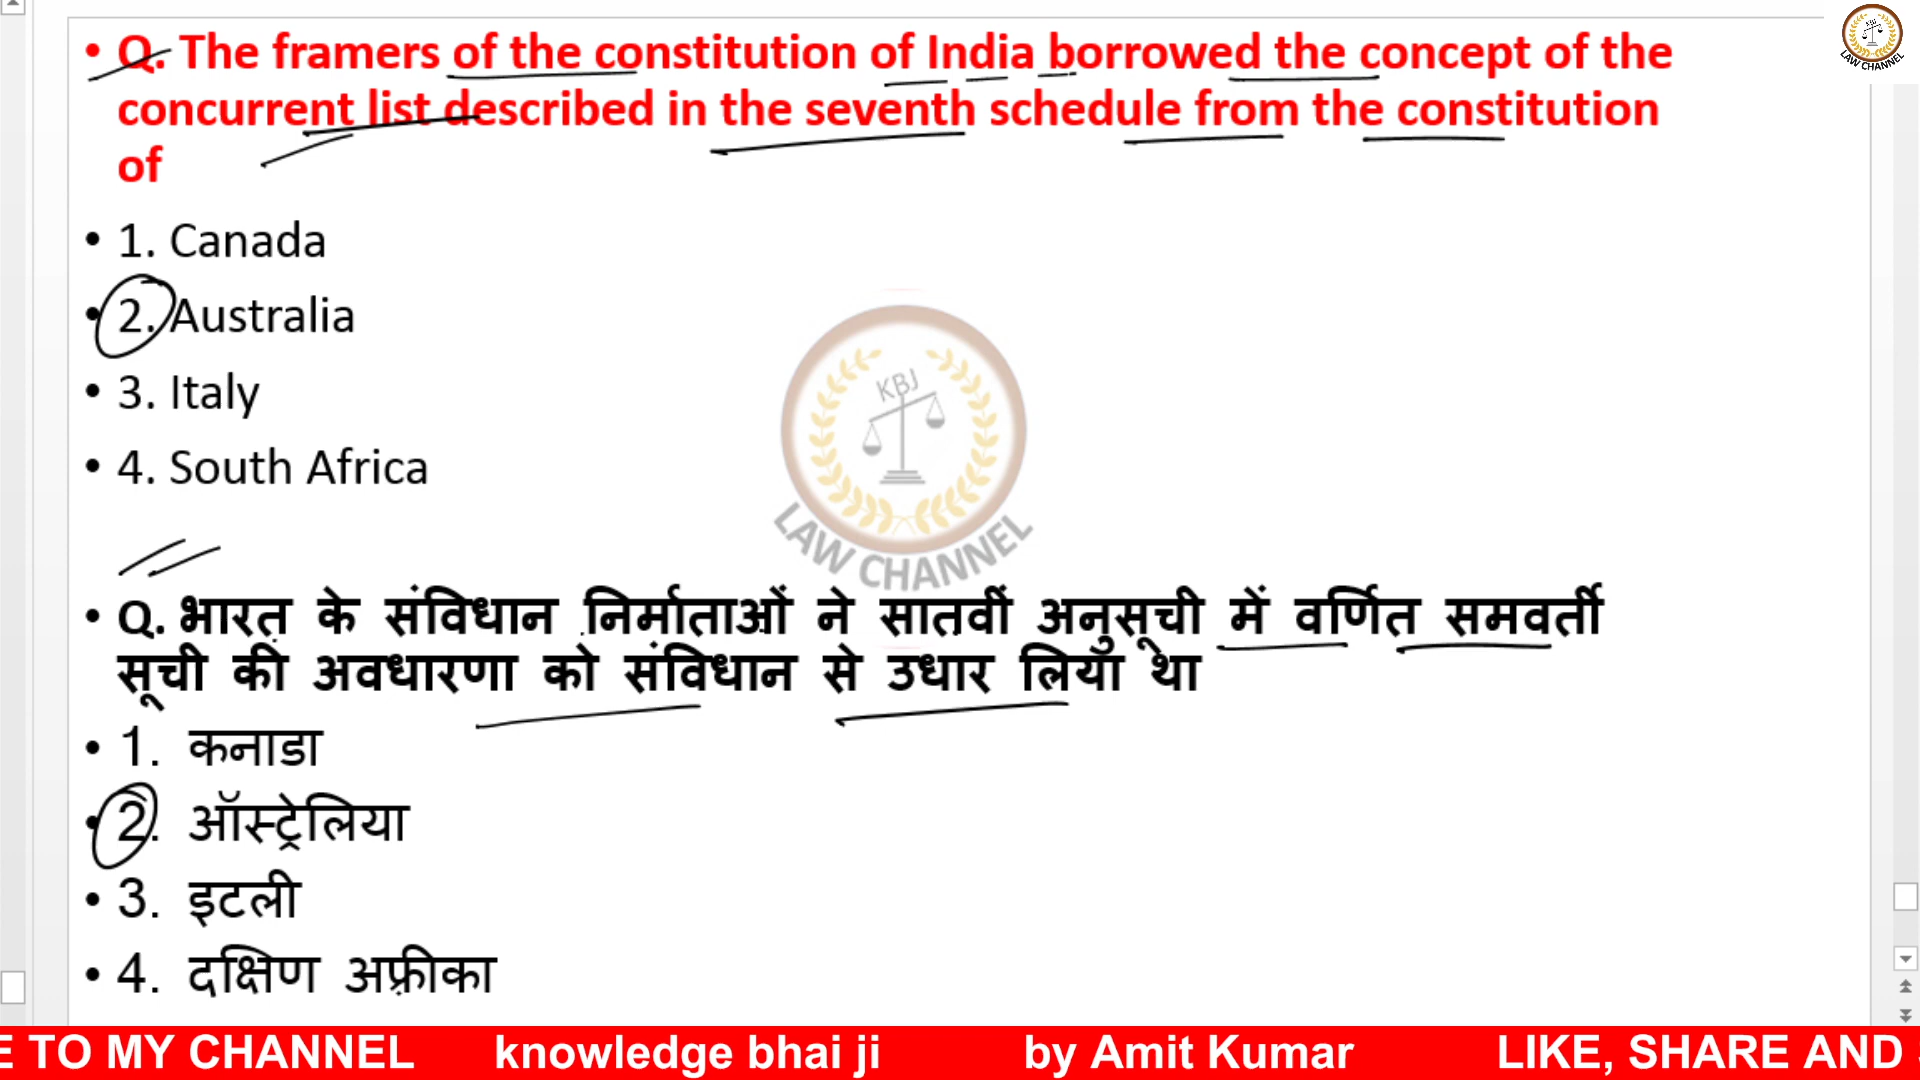 • Q. The framers of the constitution of India borrowed the concept of the
concurrent list described in the seventh schedule from the constitution
of
• 1. Canada
• 2. Australia
• 3. Italy
• 4. South Africa
KBJ
LAW CHANNEL
• Q. भारत के संविधान निर्माताओं ने सातवीं अनुसूची में वर्णित समवर्ती
सूची की अवधारणा को संविधान से उधार लिया था
• 1. कनाडा
• 2. ऑस्ट्रेलिया
• 3. इटली
• 4. दक्षिण अफ़्रीका
LAW CHANNEL
E TO MY CHANNEL knowledge bhai ji by Amit Kumar LIKE, SHARE AND